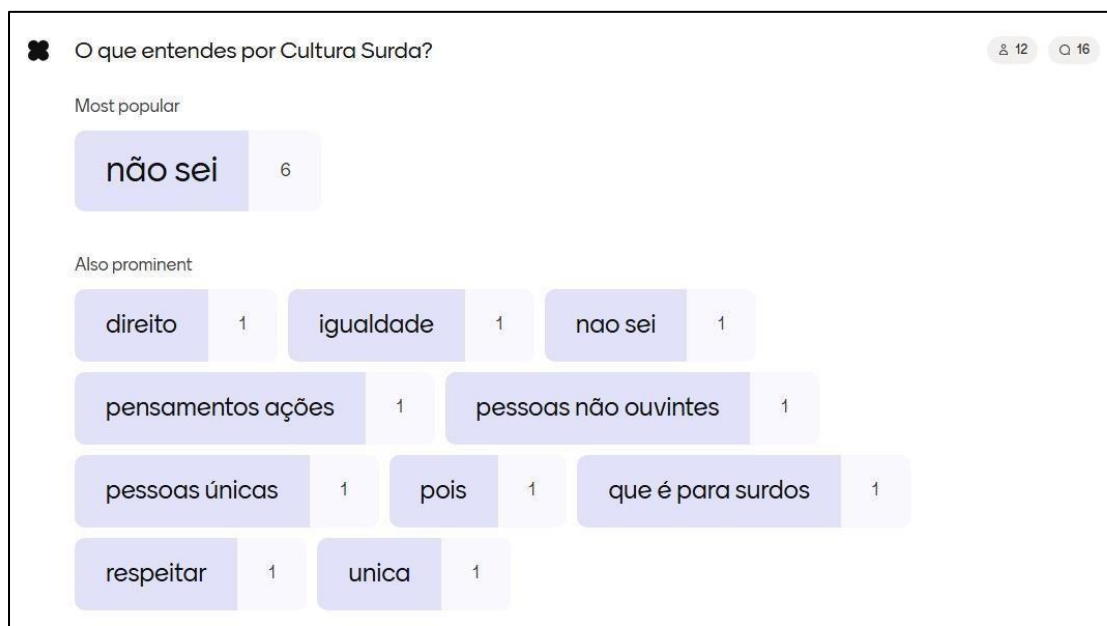 O que entendes por Cultura Surda? 12 16
Most popular
não sei 6
Also prominent
direito 1 igualdade 1 nao sei 1
pensamentos ações 1 pessoas não ouvintes 1
pessoas únicas 1 pois 1 que é para surdos 1
respeitar 1 unica 1